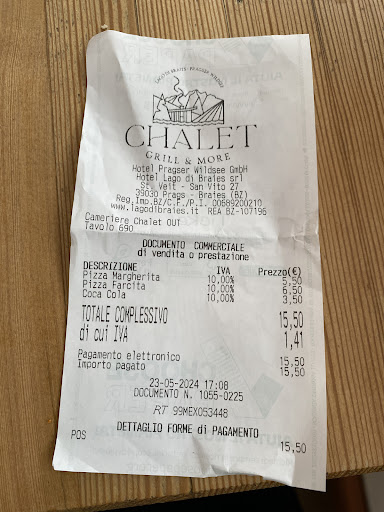 CHALET
GRILL & MORE
Hotel Pragser Wildsee GmbH
Hotel Lago di Braies srl
St. Veit - San Vito 27
39030 Prags - Braies (BZ)
Reg.Imp.BZ/C.F./P.I. 00689200210
www.lagodibraies.it REA BZ-107196
Cameriere Chalet OUT
Tavolo 690
DOCUMENTO COMMERCIALE
di vendita o prestazione
DESCRIZIONE IVA Prezzo(€)
Pizza Margherita 10,00% 5,50
Pizza Farcita 10,00% 6,50
Coca Cola 10,00% 3,50
TOTALE COMPLESSIVO 15,50
di cui IVA 1,41
Pagamento elettronico 15,50
Importo pagato 15,50
23-05-2024 17:08
DOCUMENTO N. 1055-0225
RT 99MEX053448
DETTAGLIO FORME di PAGAMENTO
POS 15,50